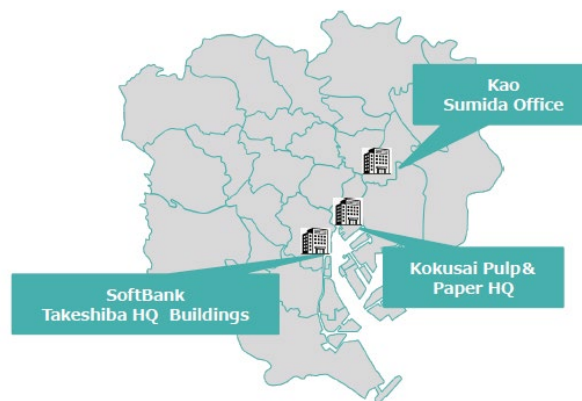 Kao
Sumida Office
Kokusai Pulp&
Paper HQ
SoftBank
Takeshiba HQ Buildings